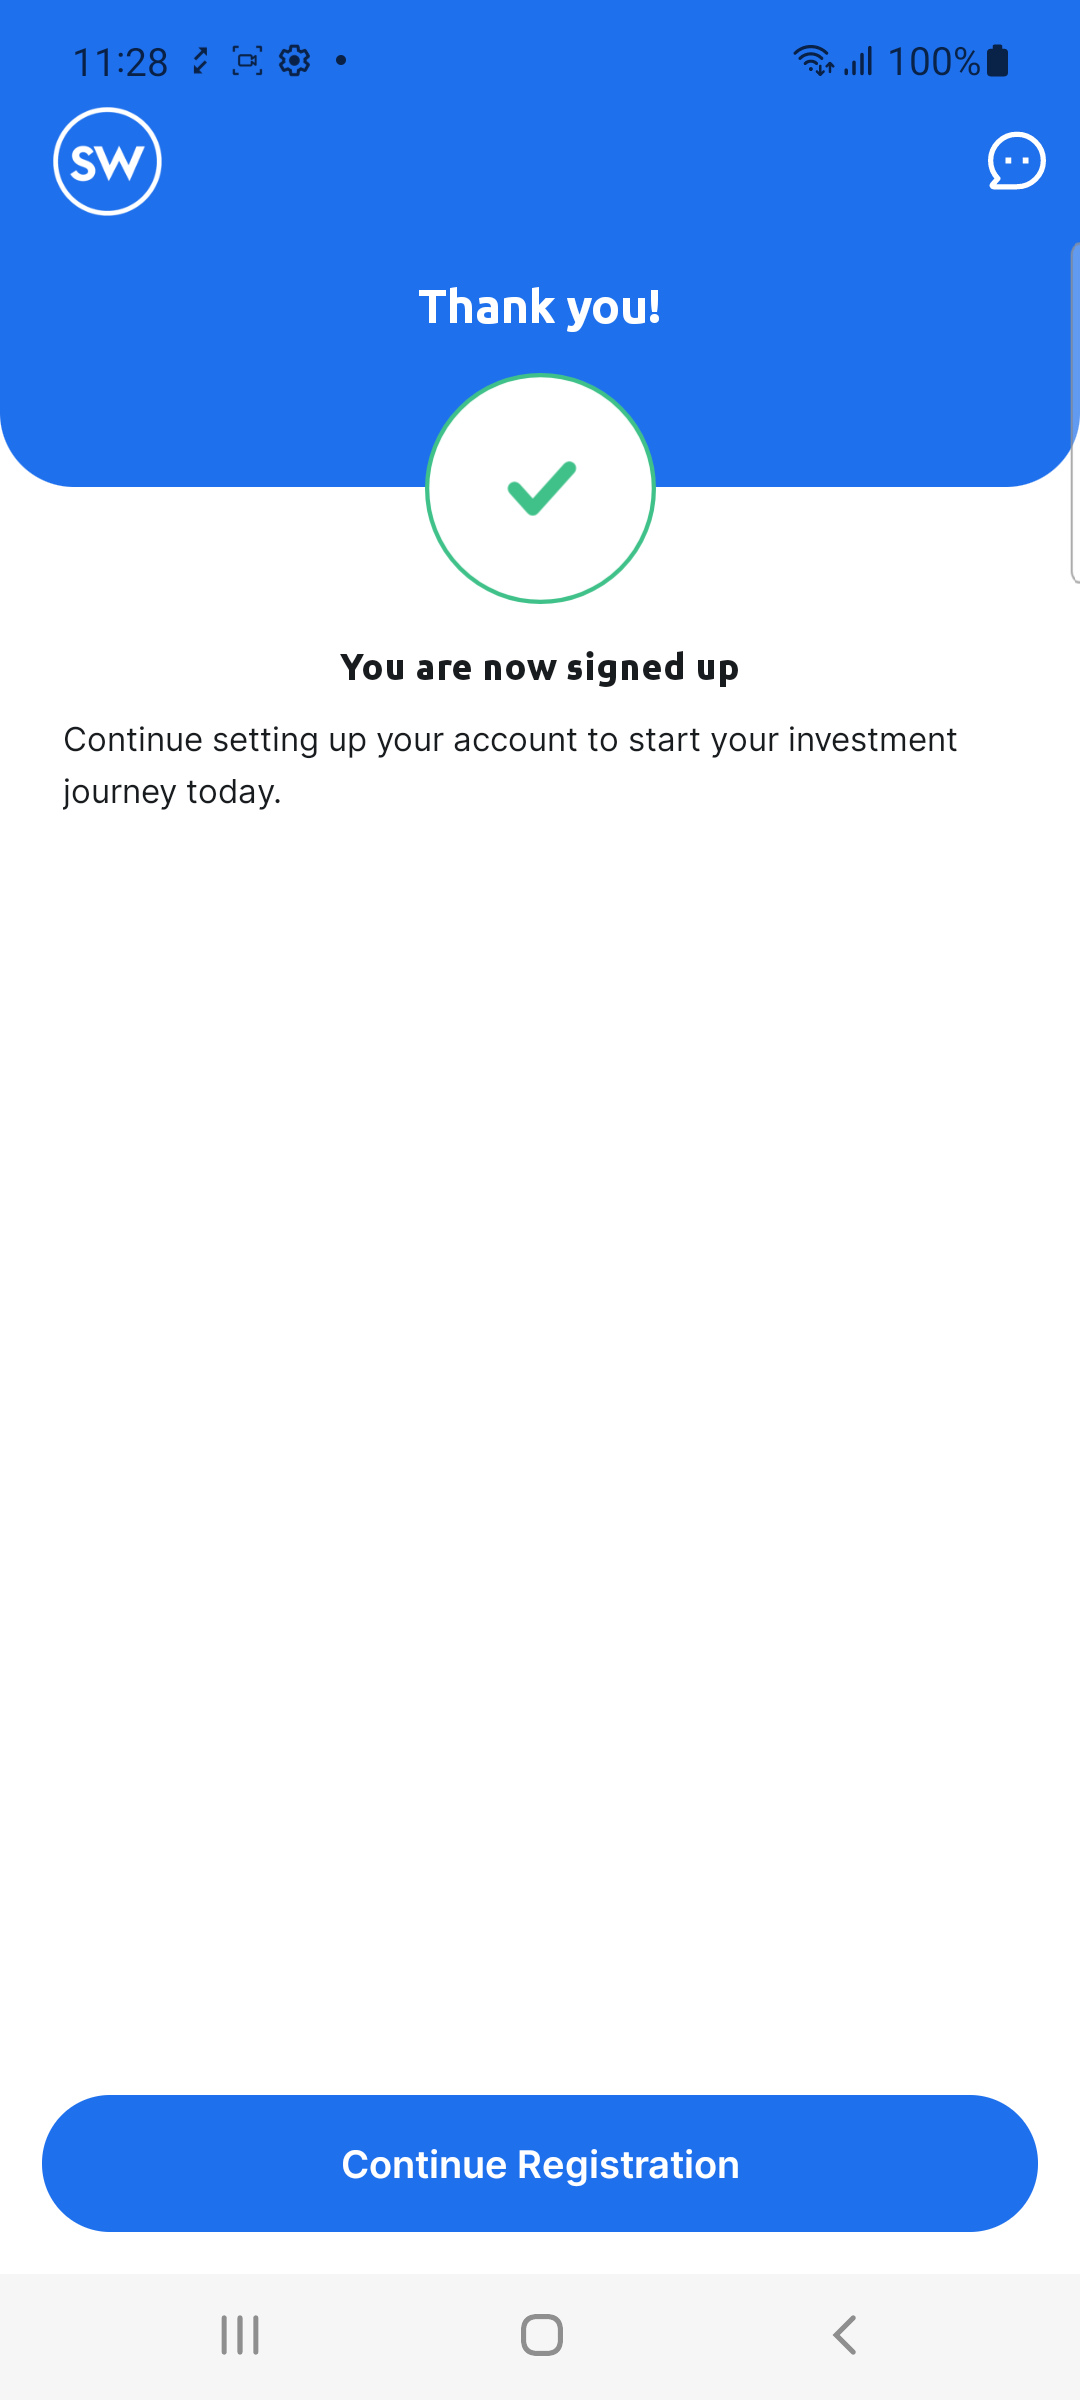 11:28
100%
SW
Thank you!
You are now signed up
Continue setting up your account to start your investment
journey today.
Continue Registration